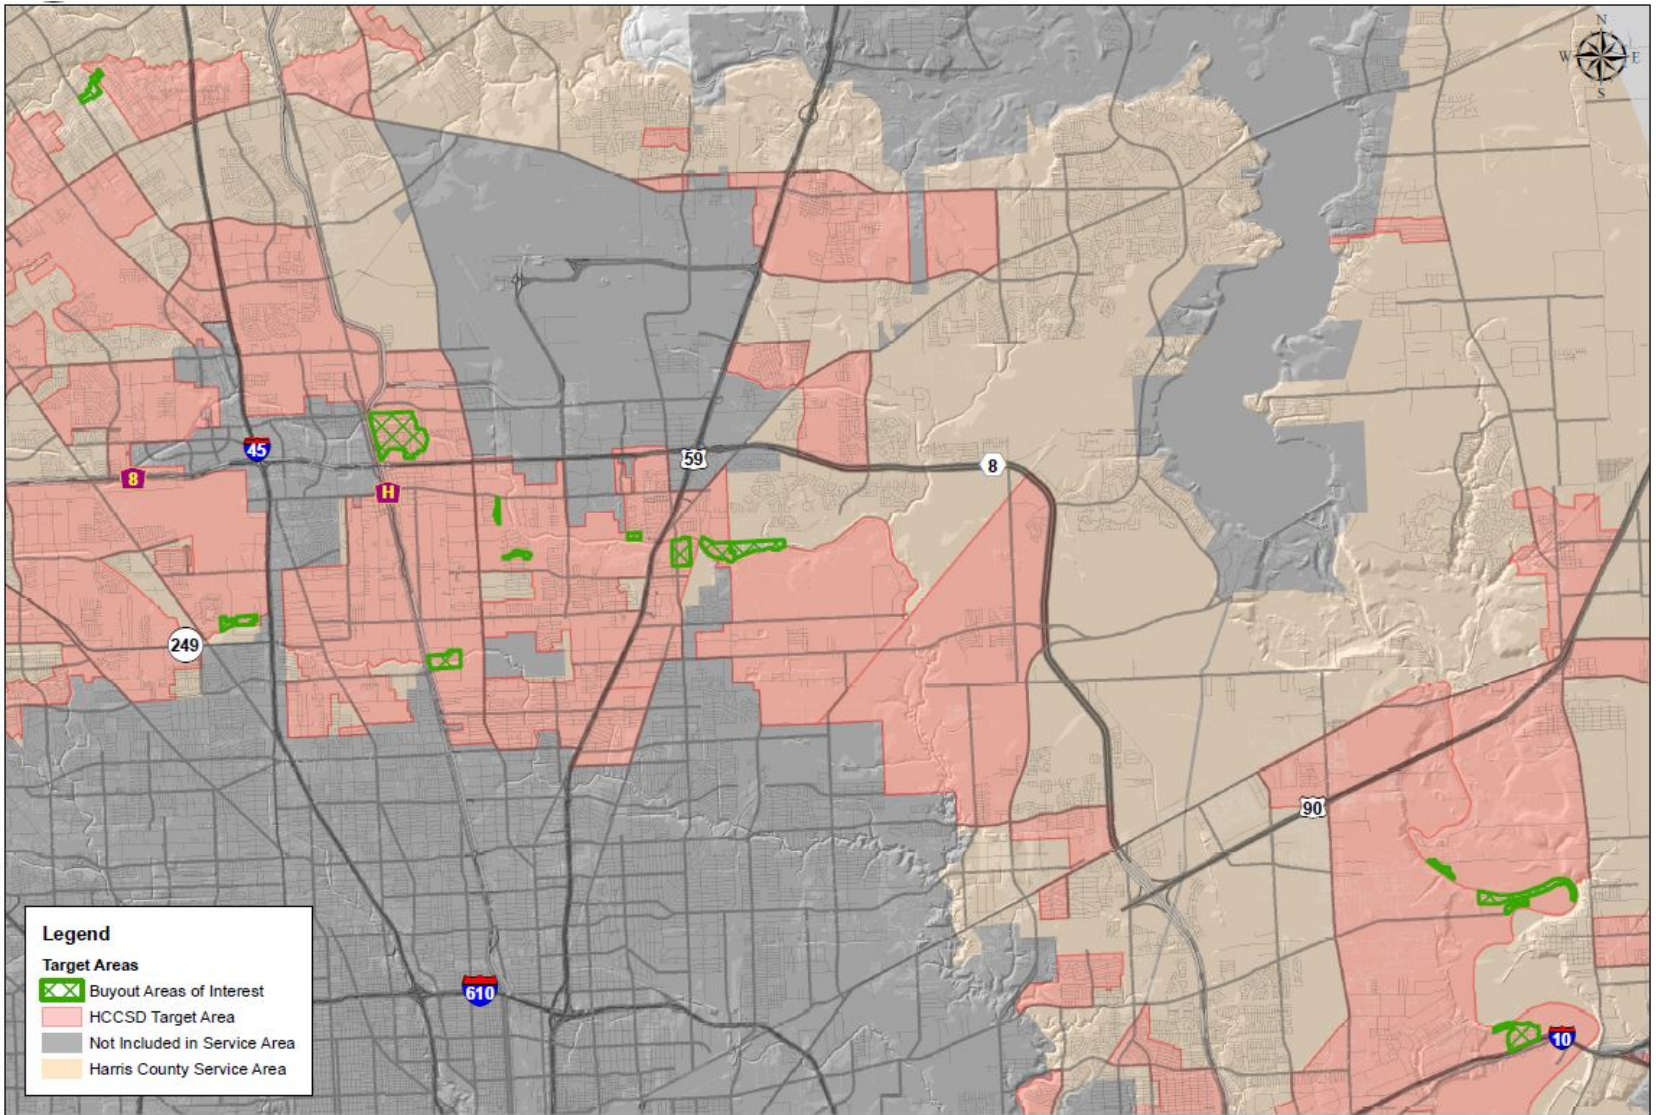 N
W E
S
45
59
8
8
H
249
90
610
10
Legend
Target Areas
Buyout Areas of Interest
HCCSD Target Area
Not Included in Service Area
Harris County Service Area